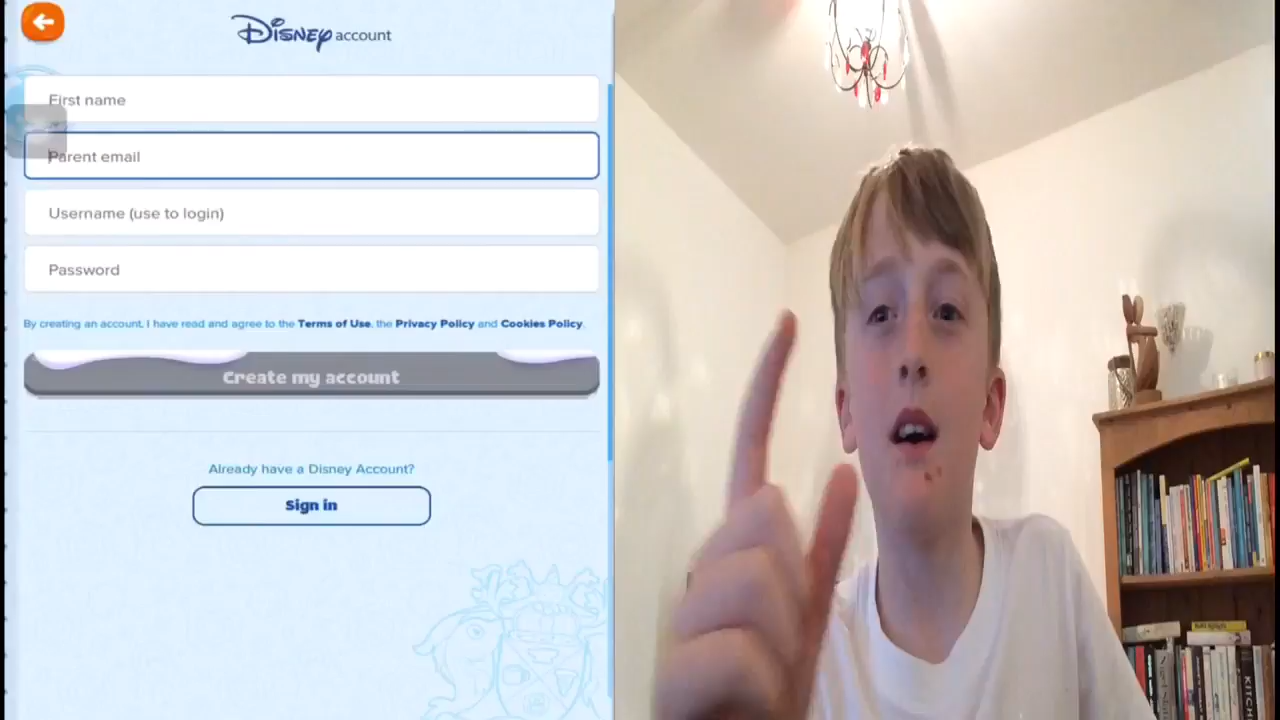 Disney account
First name
Parent email
Username (use to login)
Password
By creating an account, I have read and agree to the Terms of Use, the Privacy Policy and Cookies Policy.
Create my account
Already have a Disney Account?
Sign in
KITCH